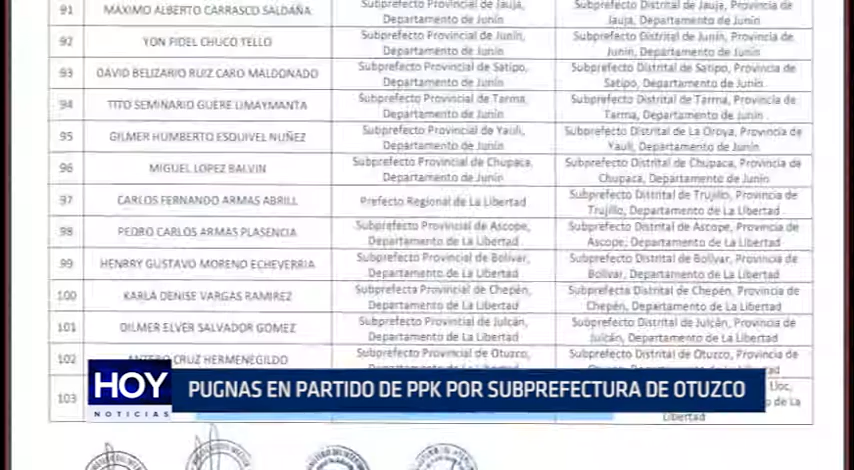 91 MAXIMO ALBERTO CARRASCO SALDAÑA Subprefecto Provincial de Jauja, Departamento de Junín Subprefecto Distrital de Jauja, Provincia de Jauja, Departamento de Junín
92 YON FIDEL CHUCO TELLO Subprefecto Provincial de Junín, Departamento de Junín Subprefecto Distrital de Junín, Provincia de Junín, Departamento de Junín
93 DAVID BELIZARIO RUIZ CARO MALDONADO Subprefecto Provincial de Satipo, Departamento de Junín Subprefecto Distrital de Satipo, Provincia de Satipo, Departamento de Junín
94 TITO SEMINARIO GUERE LIMAYMANTA Subprefecto Provincial de Tarma, Departamento de Junín Subprefecto Distrital de Tarma, Provincia de Tarma, Departamento de Junín
95 GILMER HUMBERTO ESQUIVEL NUÑEZ Subprefecto Provincial de Yauli, Departamento de Junín Subprefecto Distrital de La Oroya, Provincia de Yauli, Departamento de Junín
96 MIGUEL LOPEZ BALVIN Subprefecto Provincial de Chupaca, Departamento de Junín Subprefecto Distrital de Chupaca, Provincia de Chupaca, Departamento de Junín
97 CARLOS FERNANDO ARMAS ABRILL Prefecto Regional de La Libertad Subprefecto Distrital de Trujillo, Provincia de Trujillo, Departamento de La Libertad
98 PEDRO CARLOS ARMAS PLASENCIA Subprefecto Provincial de Ascope, Departamento de La Libertad Subprefecto Distrital de Ascope, Provincia de Ascope, Departamento de La Libertad
99 HENRRY GUSTAVO MORENO ECHEVERRIA Subprefecto Provincial de Bolívar, Departamento de La Libertad Subprefecto Distrital de Bolívar, Provincia de Bolívar, Departamento de La Libertad
100 KARLA DENISE VARGAS RAMIREZ Subprefecta Provincial de Chepén, Departamento de La Libertad Subprefecta Distrital de Chepén, Provincia de Chepén, Departamento de La Libertad
101 DILMER ELVER SALVADOR GOMEZ Subprefecto Provincial de Julcán, Departamento de La Libertad Subprefecto Distrital de Julcán, Provincia de Julcán, Departamento de La Libertad
102 ANTERO CRUZ HERMENEGILDO Subprefecto Provincial de Otuzco, Subprefecto Distrital de Otuzco, Provincia de
103 Lloc, de La Libertad
HOY
NOTICIAS
PUGNAS EN PARTIDO DE PPK POR SUBPREFECTURA DE OTUZCO